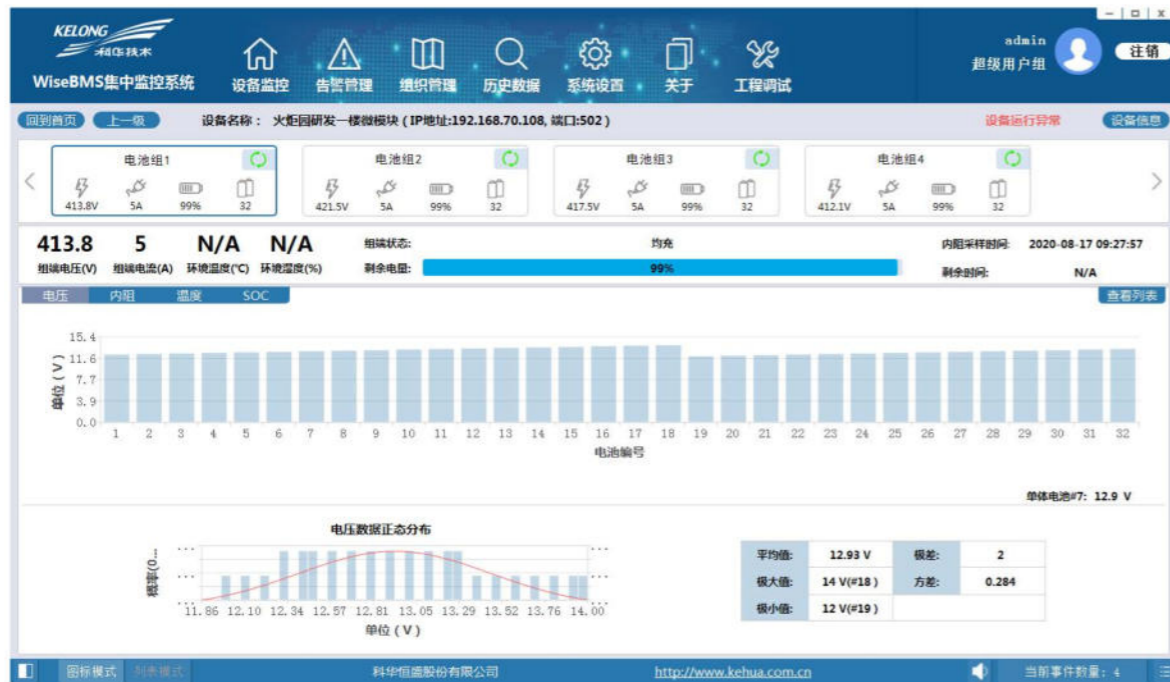 KELONG
科华技术
WiseBMS集中监控系统
设备监控 告警管理 组织管理 历史数据 系统设置 关于 工程调试
admin
超级用户组
注销
回到首页 上一级 设备名称： 火炬园研发一楼微模块 ( IP地址:192.168.70.108, 端口:502 ) 设备运行异常 设备信息
电池组1 电池组2 电池组3 电池组4
413.8V 5A 99% 32 421.5V 5A 99% 32 417.5V 5A 99% 32 412.1V 5A 99% 32
413.8 5 N/A N/A 组端状态: 均充 内阻采样时间: 2020-08-17 09:27:57
组端电压(V) 组端电流(A) 环境温度(℃) 环境湿度(%) 剩余电量: 99% 剩余时间: N/A
电压 内阻 温度 SOC 查看列表
单位 ( V )
15.4
11.6
7.7
3.9
0.0
1 2 3 4 5 6 7 8 9 10 11 12 13 14 15 16 17 18 19 20 21 22 23 24 25 26 27 28 29 30 31 32
电池编号
单体电池#7: 12.9 V
电压数据正态分布
概率(0...
... ...
... ...
...
...
11.86 12.10 12.34 12.57 12.81 13.05 13.29 13.52 13.76 14.00
单位 ( V )
平均值: 12.93 V 极差: 2
极大值: 14 V(#18) 方差: 0.284
极小值: 12 V(#19)
图标模式 列表模式 科华恒盛股份有限公司 http://www.kehua.com.cn 当前事件数量: 4